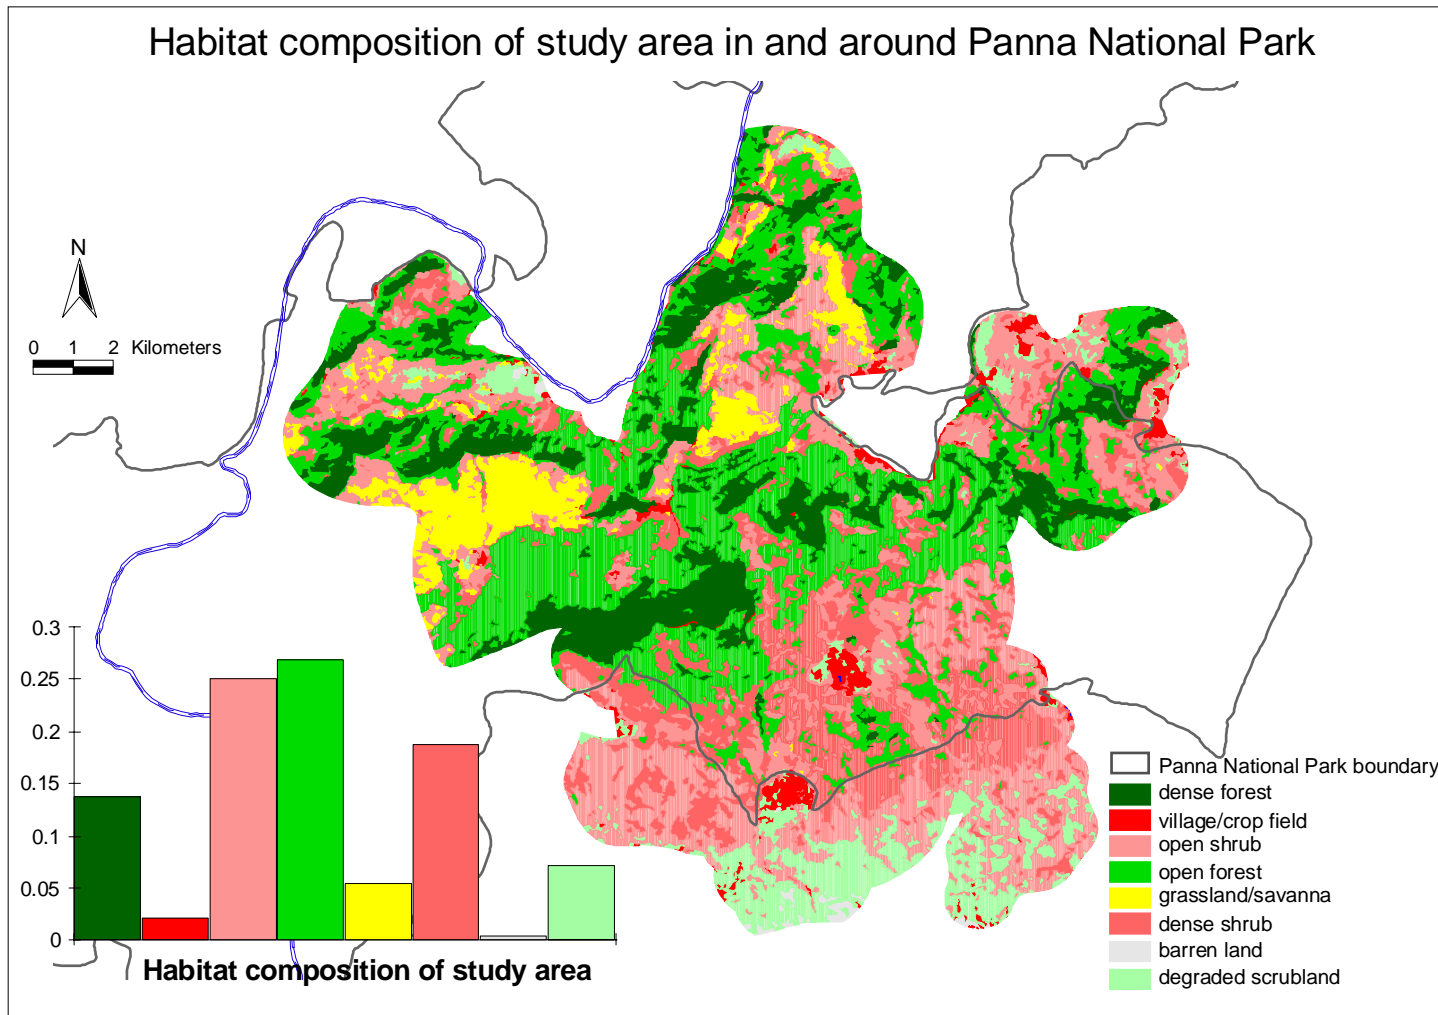 Habitat composition of study area in and around Panna National Park
N
0 1 2 Kilometers
0.3
0.25
0.2
0.15
0.1
0.05
0
Habitat composition of study area
Panna National Park boundary
dense forest
village/crop field
open shrub
open forest
grassland/savanna
dense shrub
barren land
degraded scrubland